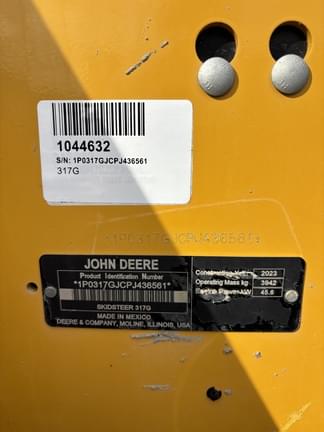 1044632
S/N: 1P0317GJCPJ436561
317G
*1P0317GJCPJ436561*
JOHN DEERE
Product Identification Number
*1P0317GJCPJ436561*
SKIDSTEER 317G
MADE IN MEXICO
DEERE & COMPANY, MOLINE, ILLINOIS, USA
Construction Year 2023
Operating Mass kg 3942
Engine Power kW 45.6